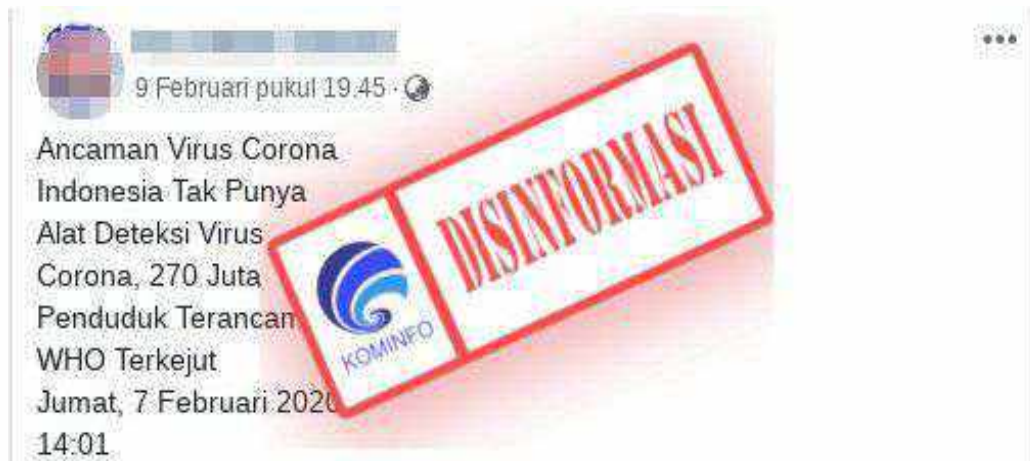 9 Februari pukul 19.45
Ancaman Virus Corona
Indonesia Tak Punya
Alat Deteksi Virus
Corona, 270 Juta
Penduduk Terancam
WHO Terkejut
Jumat, 7 Februari 2020
14:01
KOMINFO
DISINFORMASI